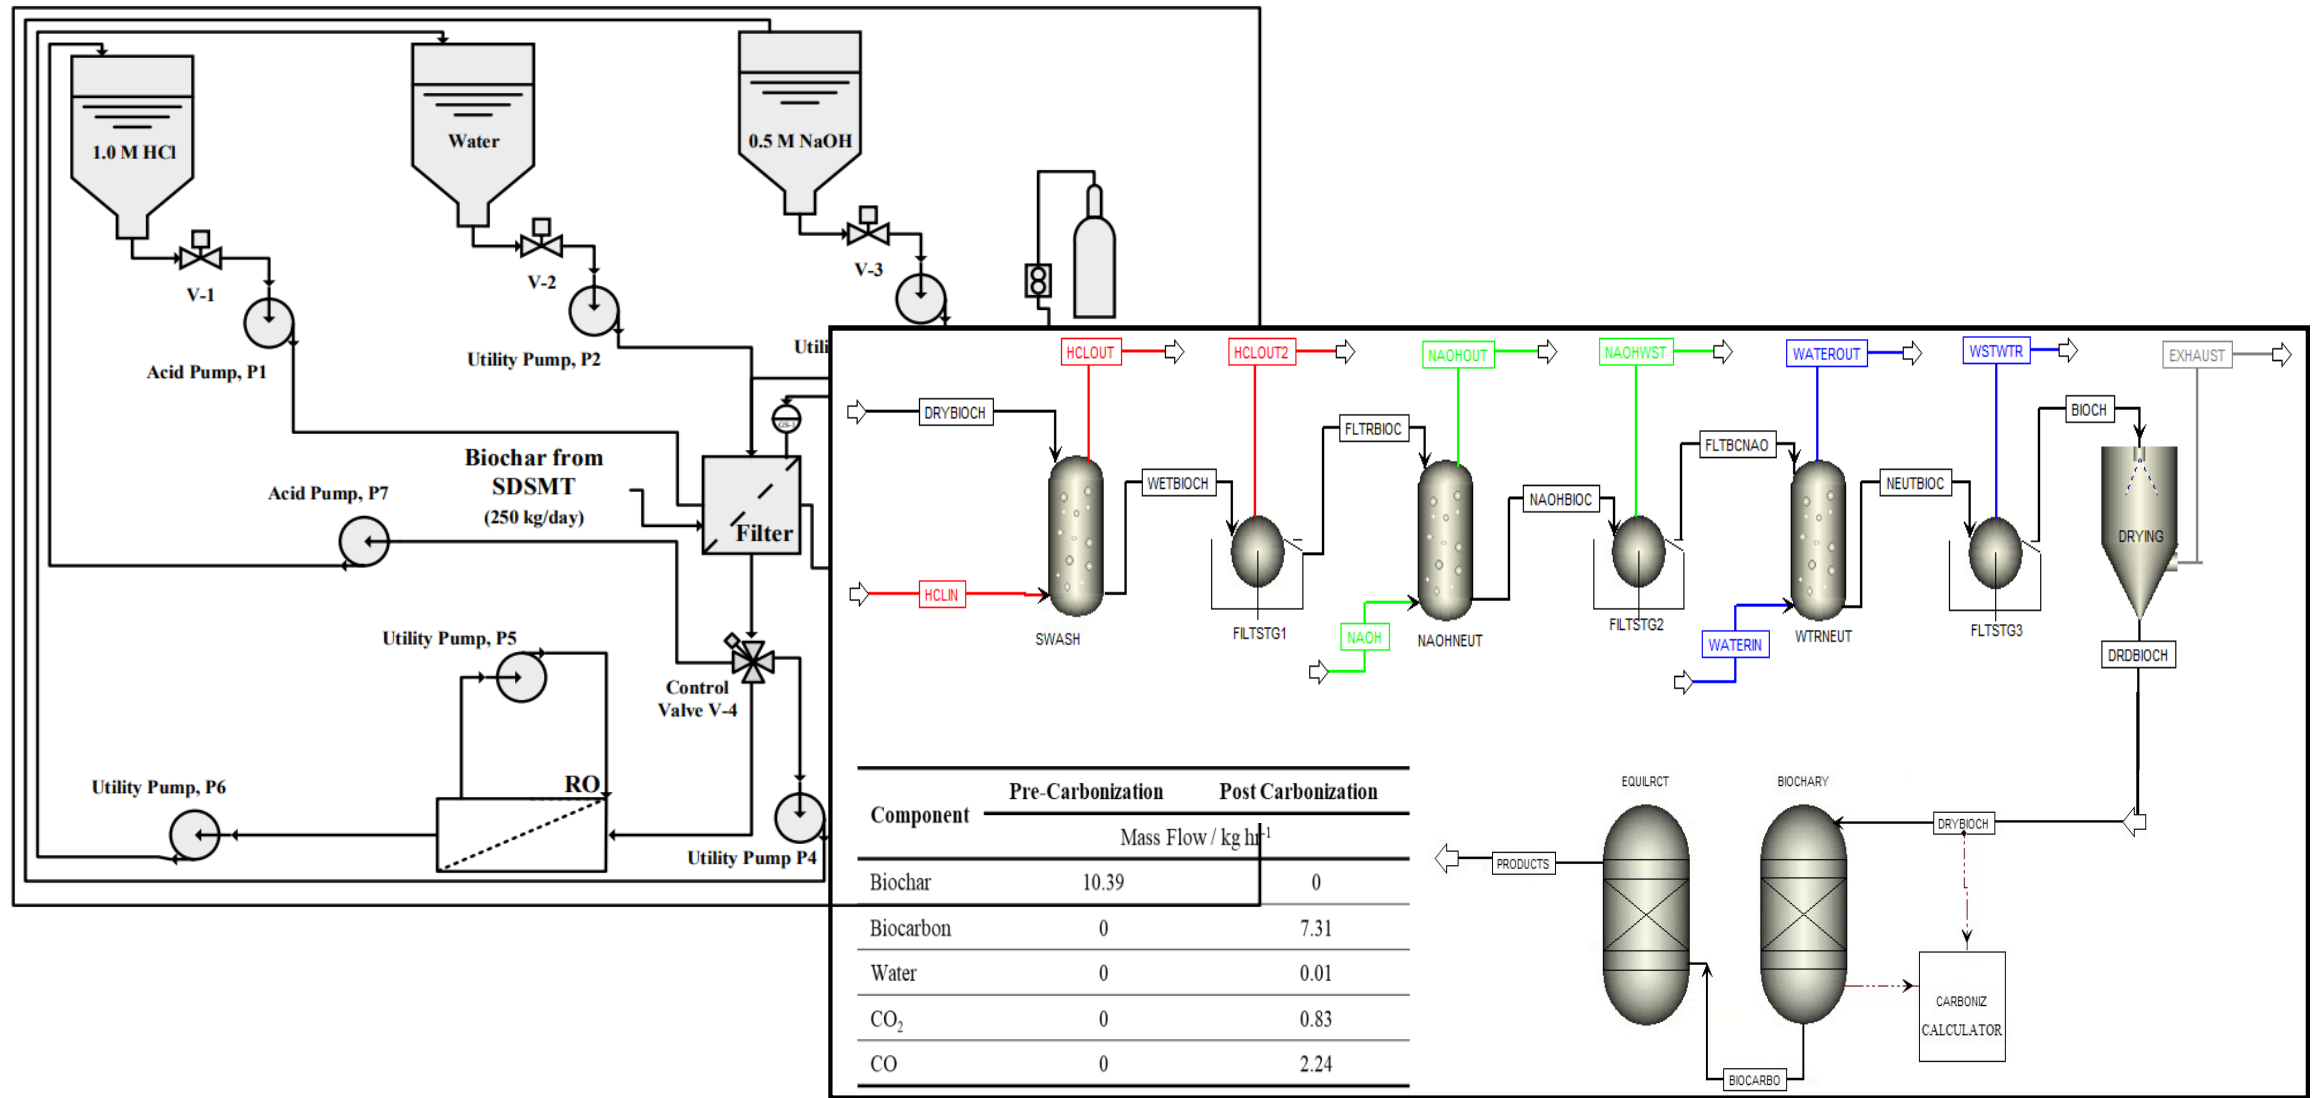 1.0 M HCl
Water
0.5 M NaOH
V-1
V-2
V-3
Acid Pump, P1
Utility Pump, P2
Utili
GS-1
Biochar from
SDSMT
(250 kg/day)
Filter
Acid Pump, P7
Utility Pump, P5
Control
Valve V-4
Utility Pump, P6
RO
Utility Pump P4
HCLOUT
HCLOUT2
NAOHOUT
NAOHWST
WATEROUT
WSTWTR
EXHAUST
DRYBIOCH
WETBIOCH
FLTRBIOC
NAOHBIOC
FLTBCNAO
NEUTBIOC
BIOCH
HCLIN
NAOH
WATERIN
SWASH
FILTSTG1
NAOHNEUT
FILTSTG2
WTRNEUT
FLTSTG3
DRYING
DRDBIOCH
EQUILRCT
BIOCHARY
DRYBIOCH
PRODUCTS
BIOCARBO
CARBONIZ
CALCULATOR
Component Pre-Carbonization Post Carbonization
Mass Flow / kg hr-1
Biochar 10.39 0
Biocarbon 0 7.31
Water 0 0.01
CO2 0 0.83
CO 0 2.24